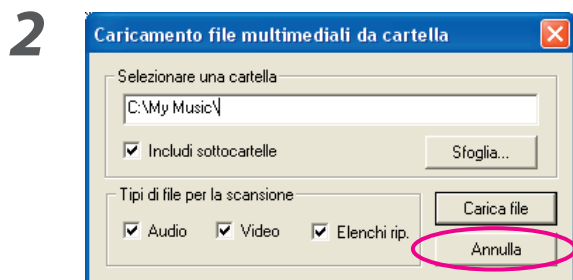 2
Caricamento file multimediali da cartella
Selezionare una cartella
C:\My Music\
Includi sottocartelle
Sfoglia...
Tipi di file per la scansione
Audio Video Elenchi rip.
Carica file
Annulla